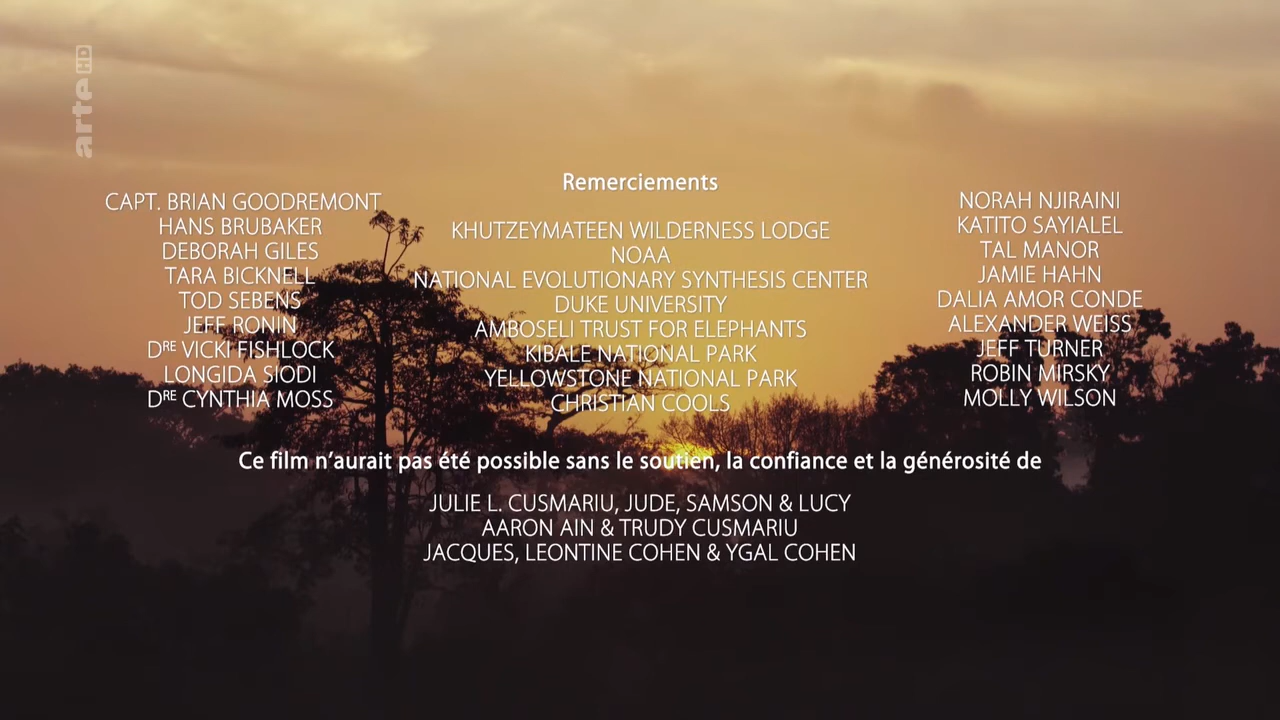 arte HD
Remerciements
CAPT. BRIAN GOODREMONT
HANS BRUBAKER
DEBORAH GILES
TARA BICKNELL
TOD SEBENS
JEFF RONIN
DRE VICKI FISHLOCK
LONGIDA SIODI
DRE CYNTHIA MOSS
KHUTZEYMATEEN WILDERNESS LODGE
NOAA
NATIONAL EVOLUTIONARY SYNTHESIS CENTER
DUKE UNIVERSITY
AMBOSELI TRUST FOR ELEPHANTS
KIBALE NATIONAL PARK
YELLOWSTONE NATIONAL PARK
CHRISTIAN COOLS
NORAH NJIRAINI
KATITO SAYIALEL
TAL MANOR
JAMIE HAHN
DALIA AMOR CONDE
ALEXANDER WEISS
JEFF TURNER
ROBIN MIRSKY
MOLLY WILSON
Ce film n’aurait pas été possible sans le soutien, la confiance et la générosité de
JULIE L. CUSMARIU, JUDE, SAMSON & LUCY
AARON AIN & TRUDY CUSMARIU
JACQUES, LEONTINE COHEN & YGAL COHEN